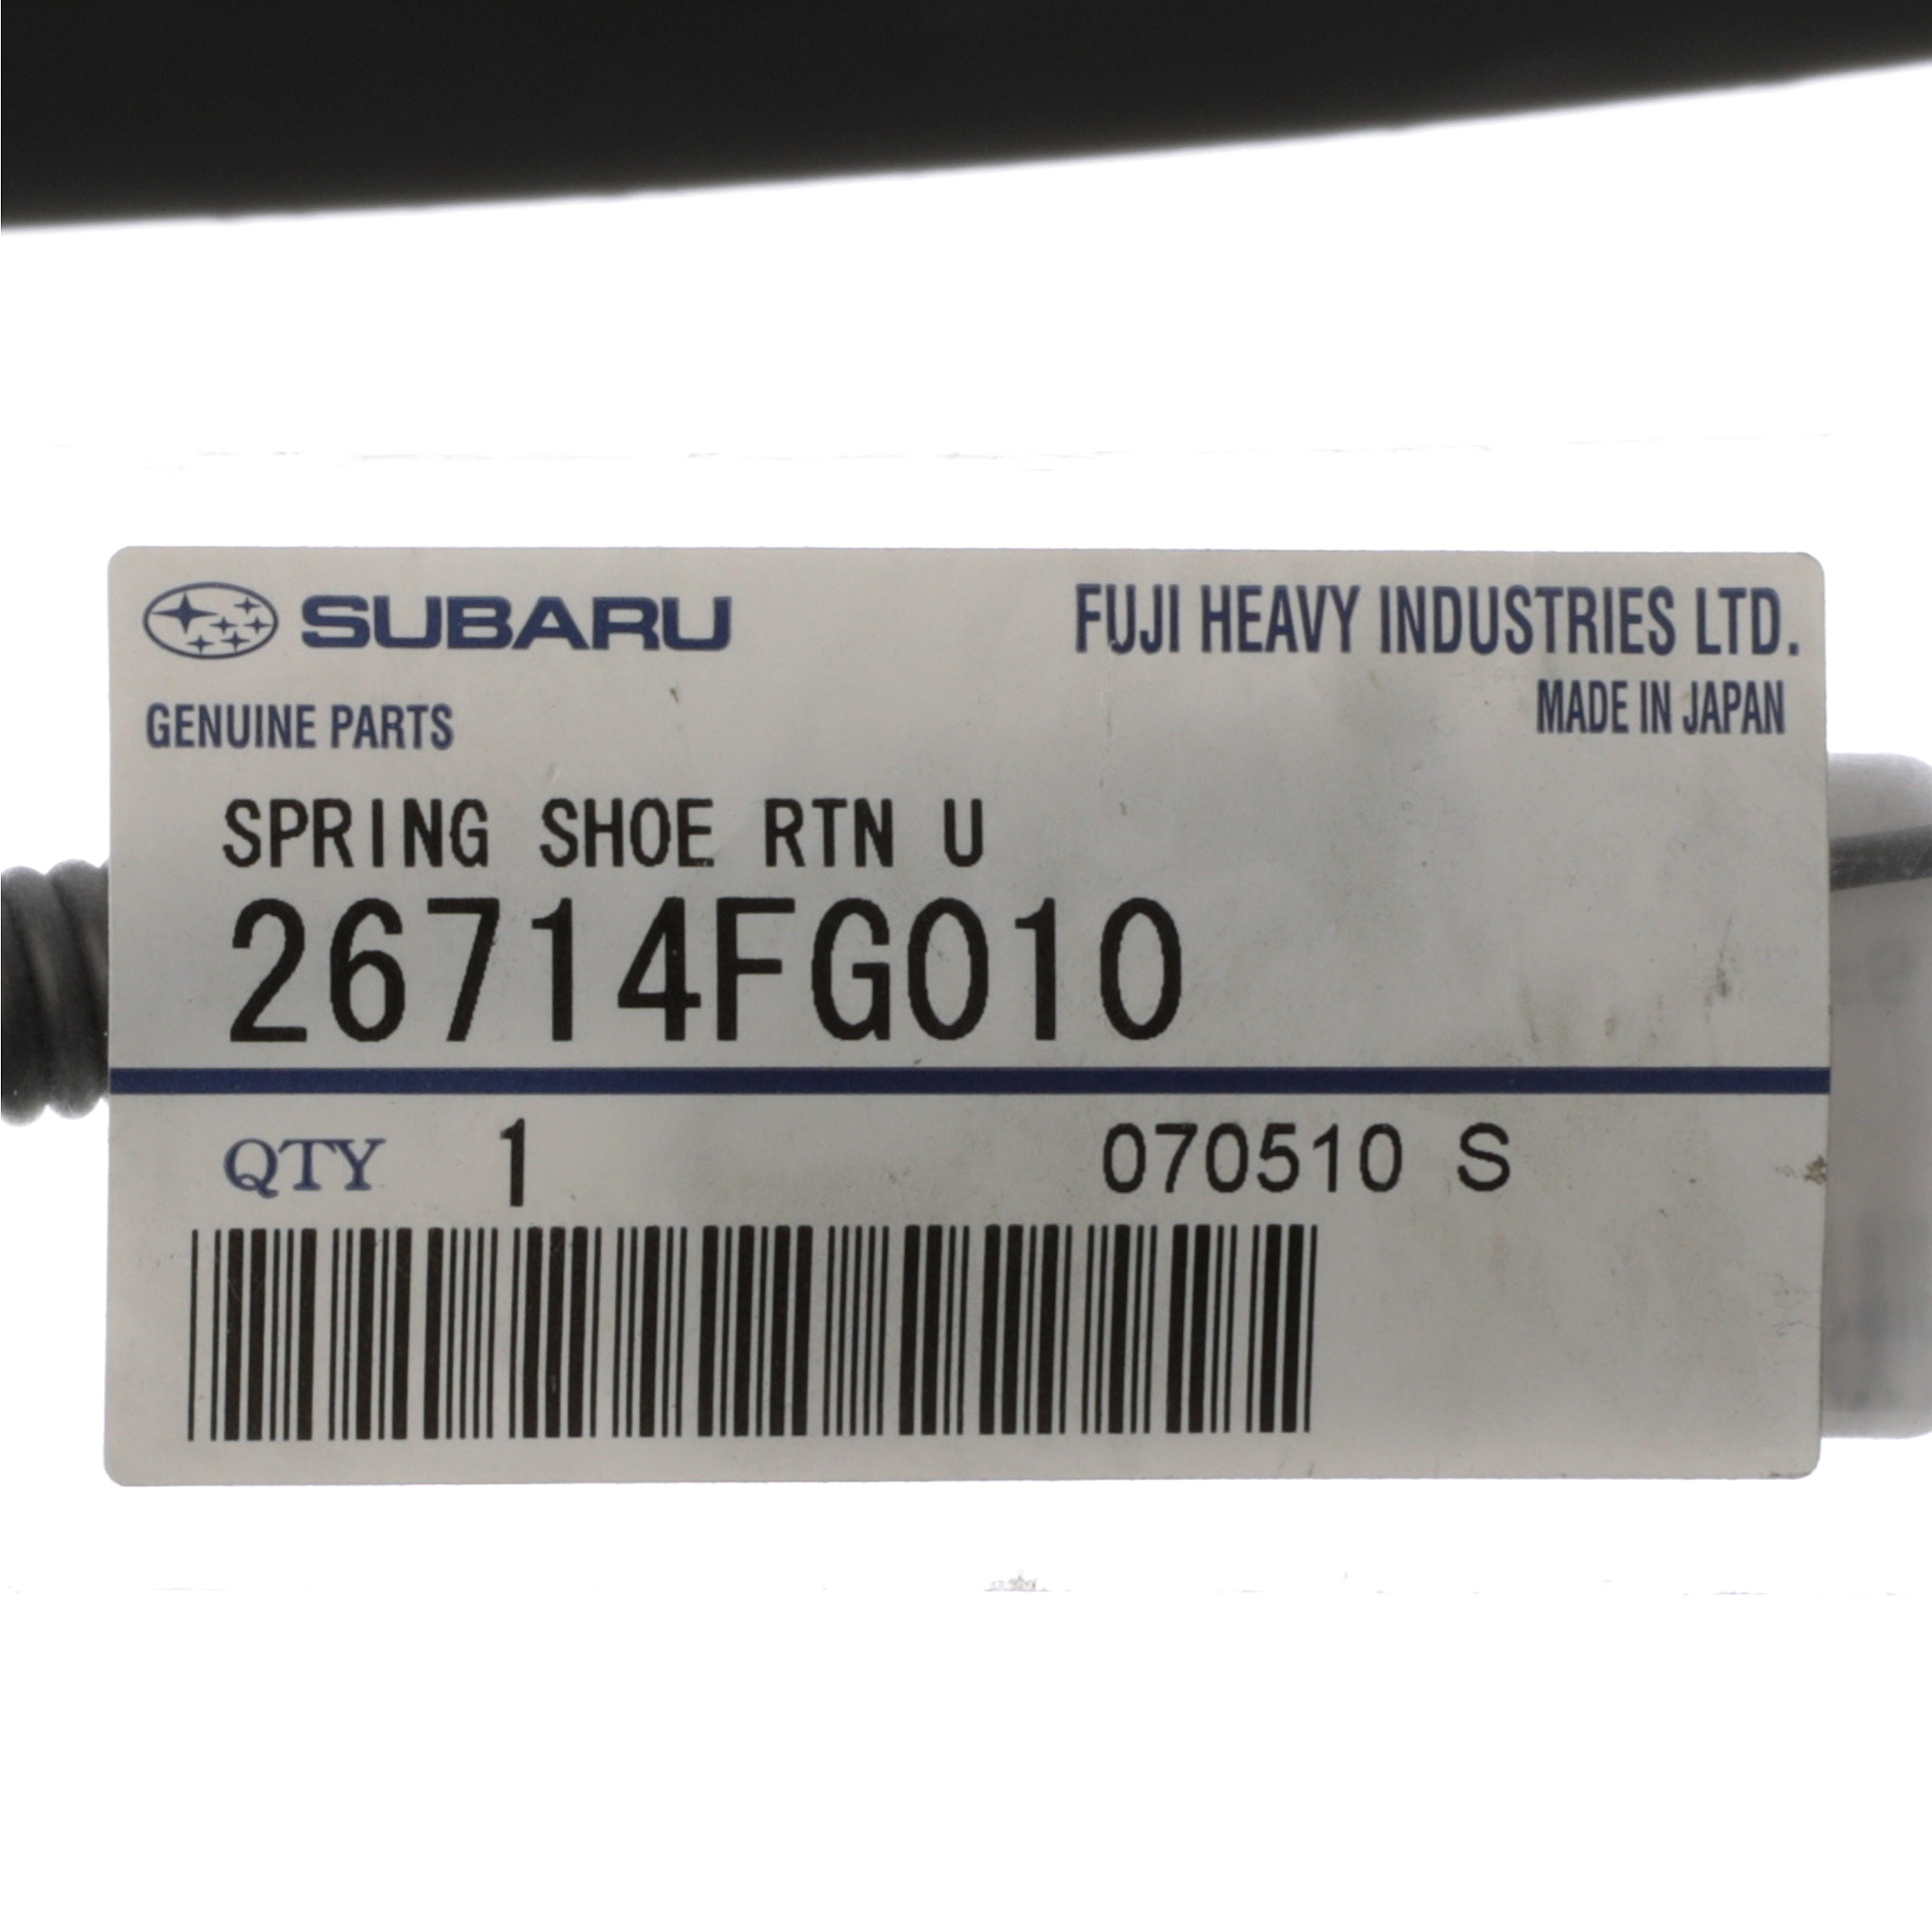 SUBARU
FUJI HEAVY INDUSTRIES LTD.
GENUINE PARTS
MADE IN JAPAN
SPRING SHOE RTN U
26714FG010
QTY 1 070510 S